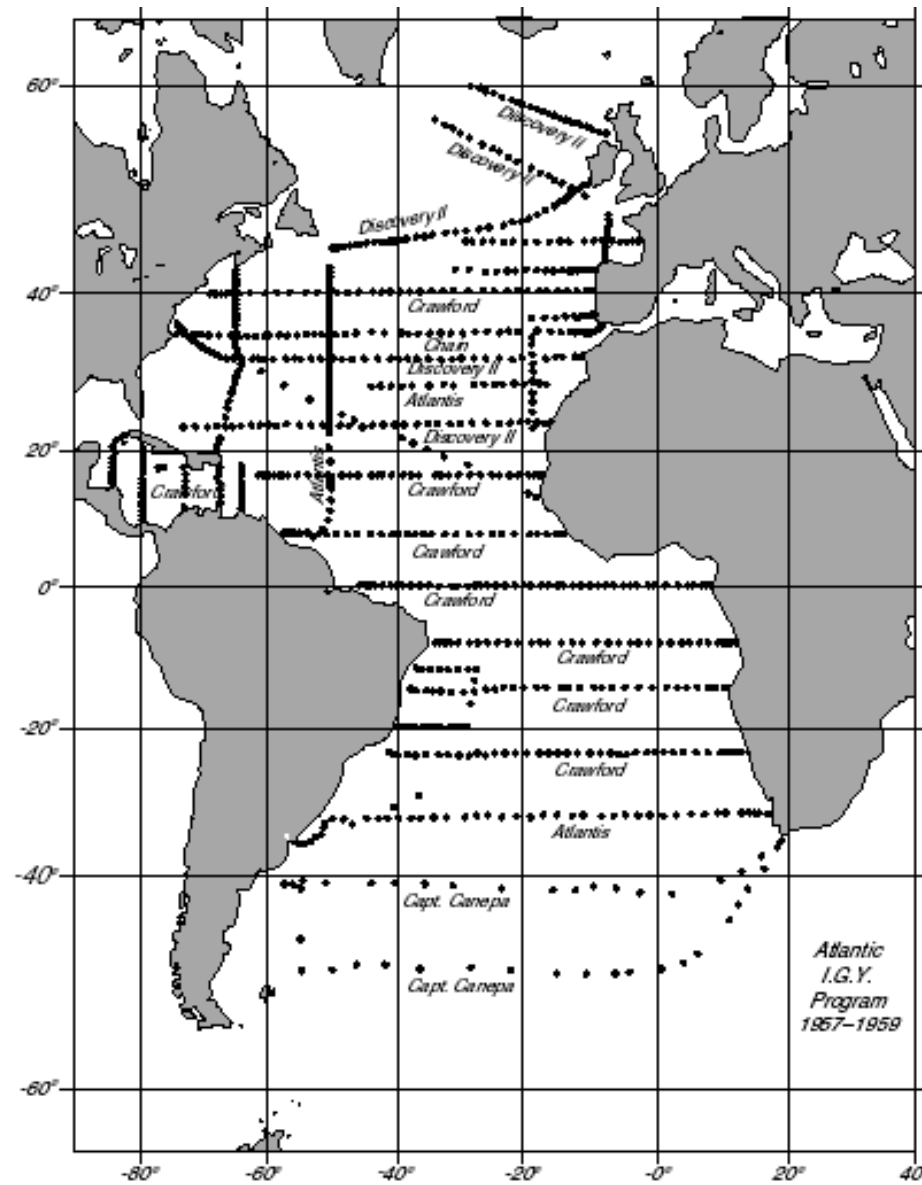 60°
Discovery II
Discovery II
Discovery II
40°
Crawford
Chain
Discovery II
Atlantis
Discovery II
20°
Atlantis
Crawford
Crawford
Crawford
0°
Crawford
Crawford
Crawford
-20°
Crawford
Atlantis
-40°
Capt. Canepa
Capt. Canepa
Atlantic
I.G.Y.
Program
1957–1959
-60°
-80° -60° -40° -20° -0° 20° 40°